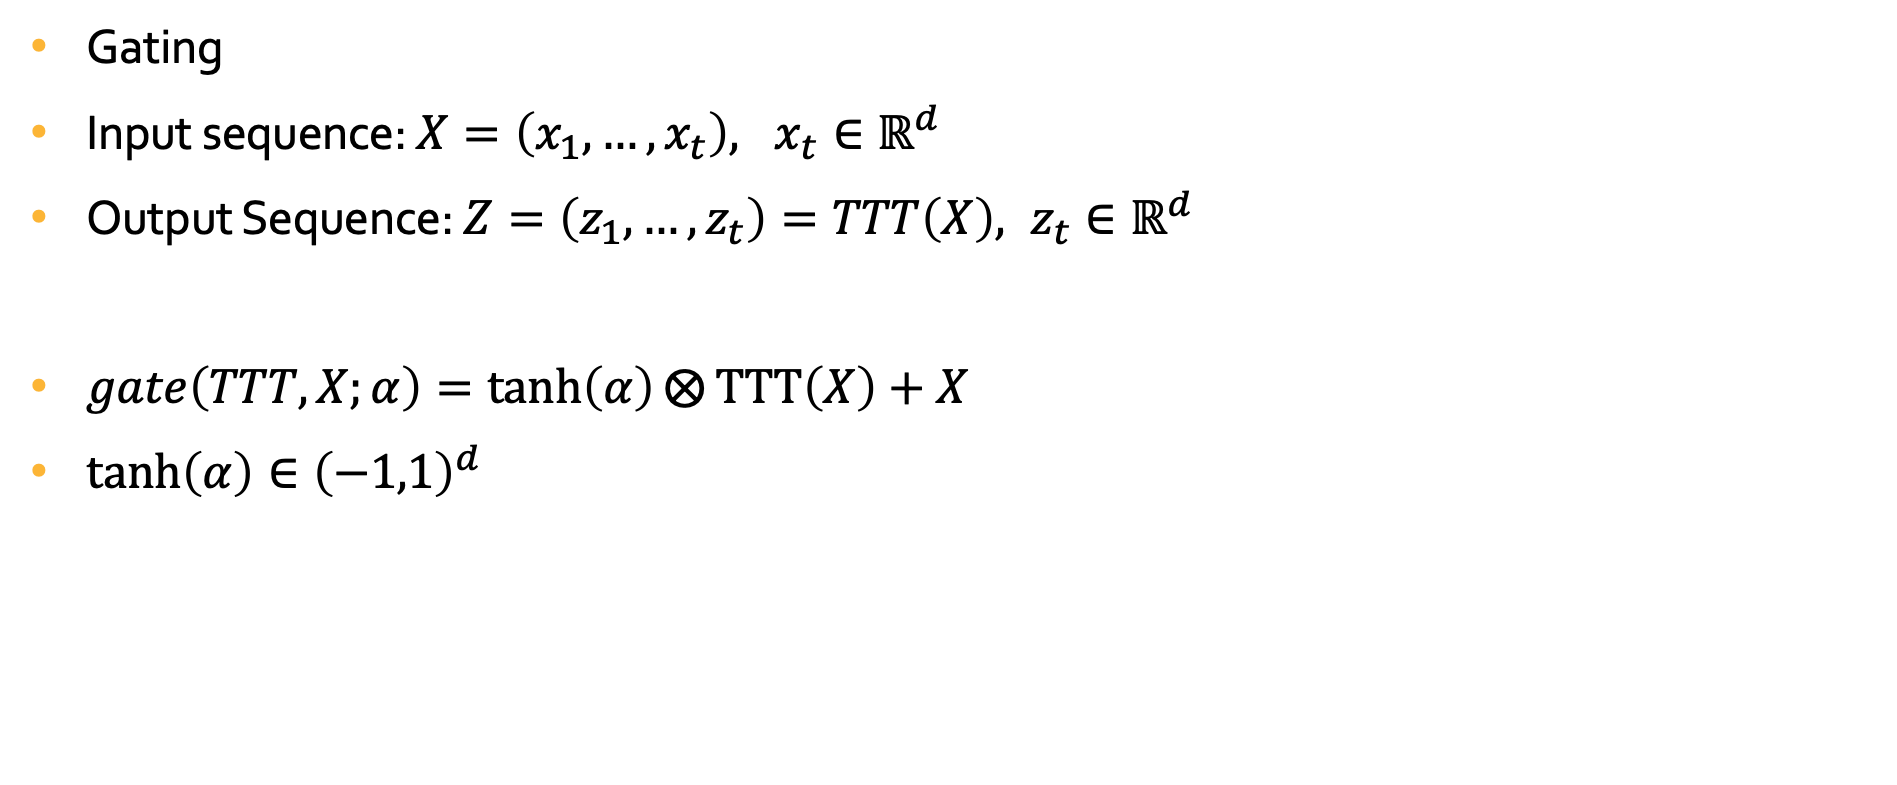 • Gating
• Input sequence: 𝑋 = (𝑥₁, … , 𝑥ₜ), 𝑥ₜ ∈ ℝᵈ
• Output Sequence: 𝑍 = (𝑧₁, … , 𝑧ₜ) = 𝑇𝑇𝑇(𝑋), 𝑧ₜ ∈ ℝᵈ
• 𝑔𝑎𝑡𝑒(𝑇𝑇𝑇, 𝑋; 𝛼) = tanh(𝛼) ⊗ TTT(𝑋) + 𝑋
• tanh(𝛼) ∈ (−1,1)ᵈ